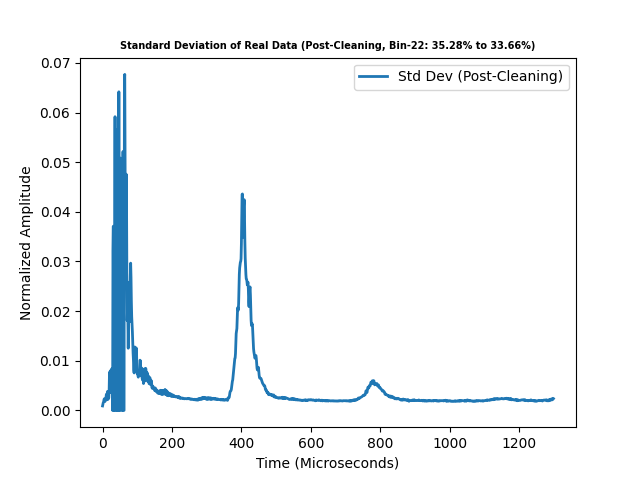 Standard Deviation of Real Data (Post-Cleaning, Bin-22: 35.28% to 33.66%)
Std Dev (Post-Cleaning)
Normalized Amplitude
0.07
0.06
0.05
0.04
0.03
0.02
0.01
0.00
0 200 400 600 800 1000 1200
Time (Microseconds)